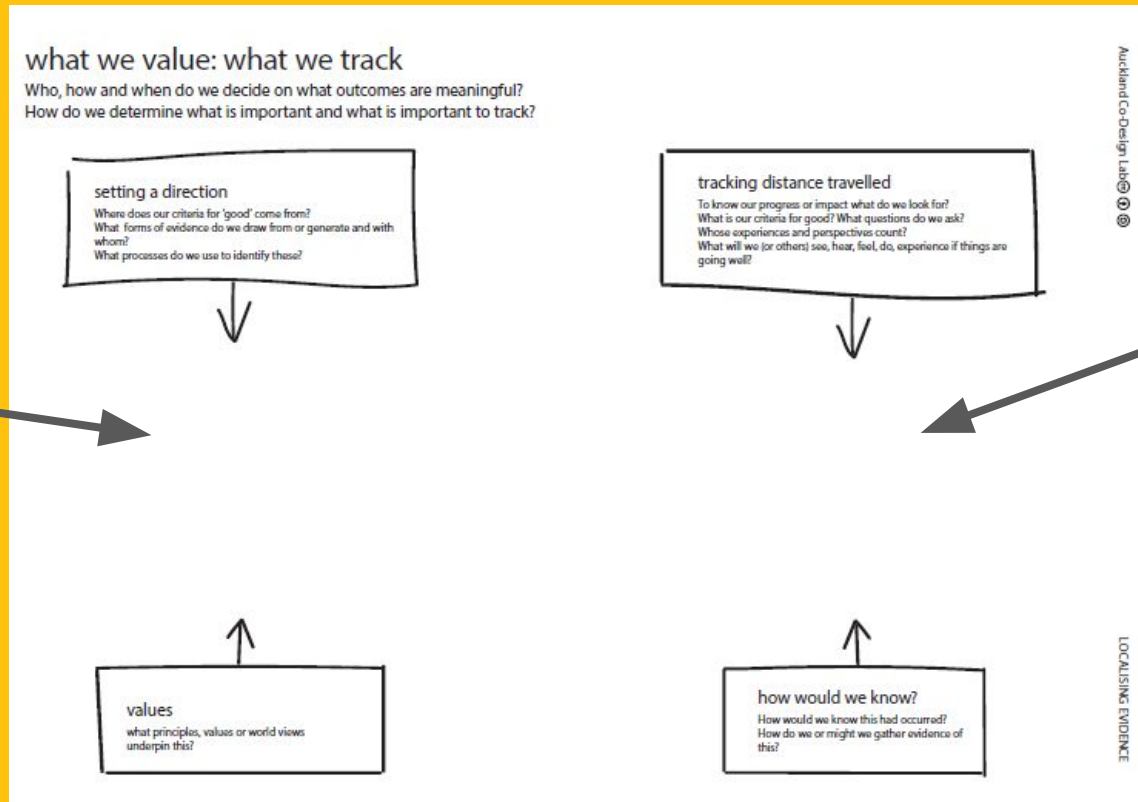 what we value: what we track
Who, how and when do we decide on what outcomes are meaningful?
How do we determine what is important and what is important to track?
setting a direction
Where does our criteria for 'good' come from?
What forms of evidence do we draw from or generate and with
whom?
What processes do we use to identify these?
tracking distance travelled
To know our progress or impact what do we look for?
What is our criteria for good? What questions do we ask?
Whose experiences and perspectives count?
What will we (or others) see, hear, feel, do, experience if things are
going well?
values
what principles, values or world views
underpin this?
how would we know?
How would we know this had occurred?
How do we or might we gather evidence of
this?
Auckland Co-Design Lab
LOCALISING EVIDENCE